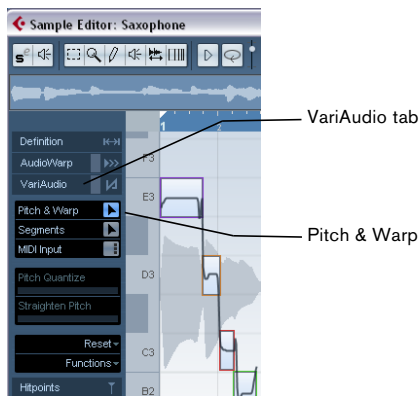 Sample Editor: Saxophone
1
2
Definition
AudioWarp
VariAudio
Pitch & Warp
Segments
MIDI Input
Pitch Quantize
Straighten Pitch
Reset
Functions
Hitpoints
F3
E3
D3
C3
B2
VariAudio tab
Pitch & Warp